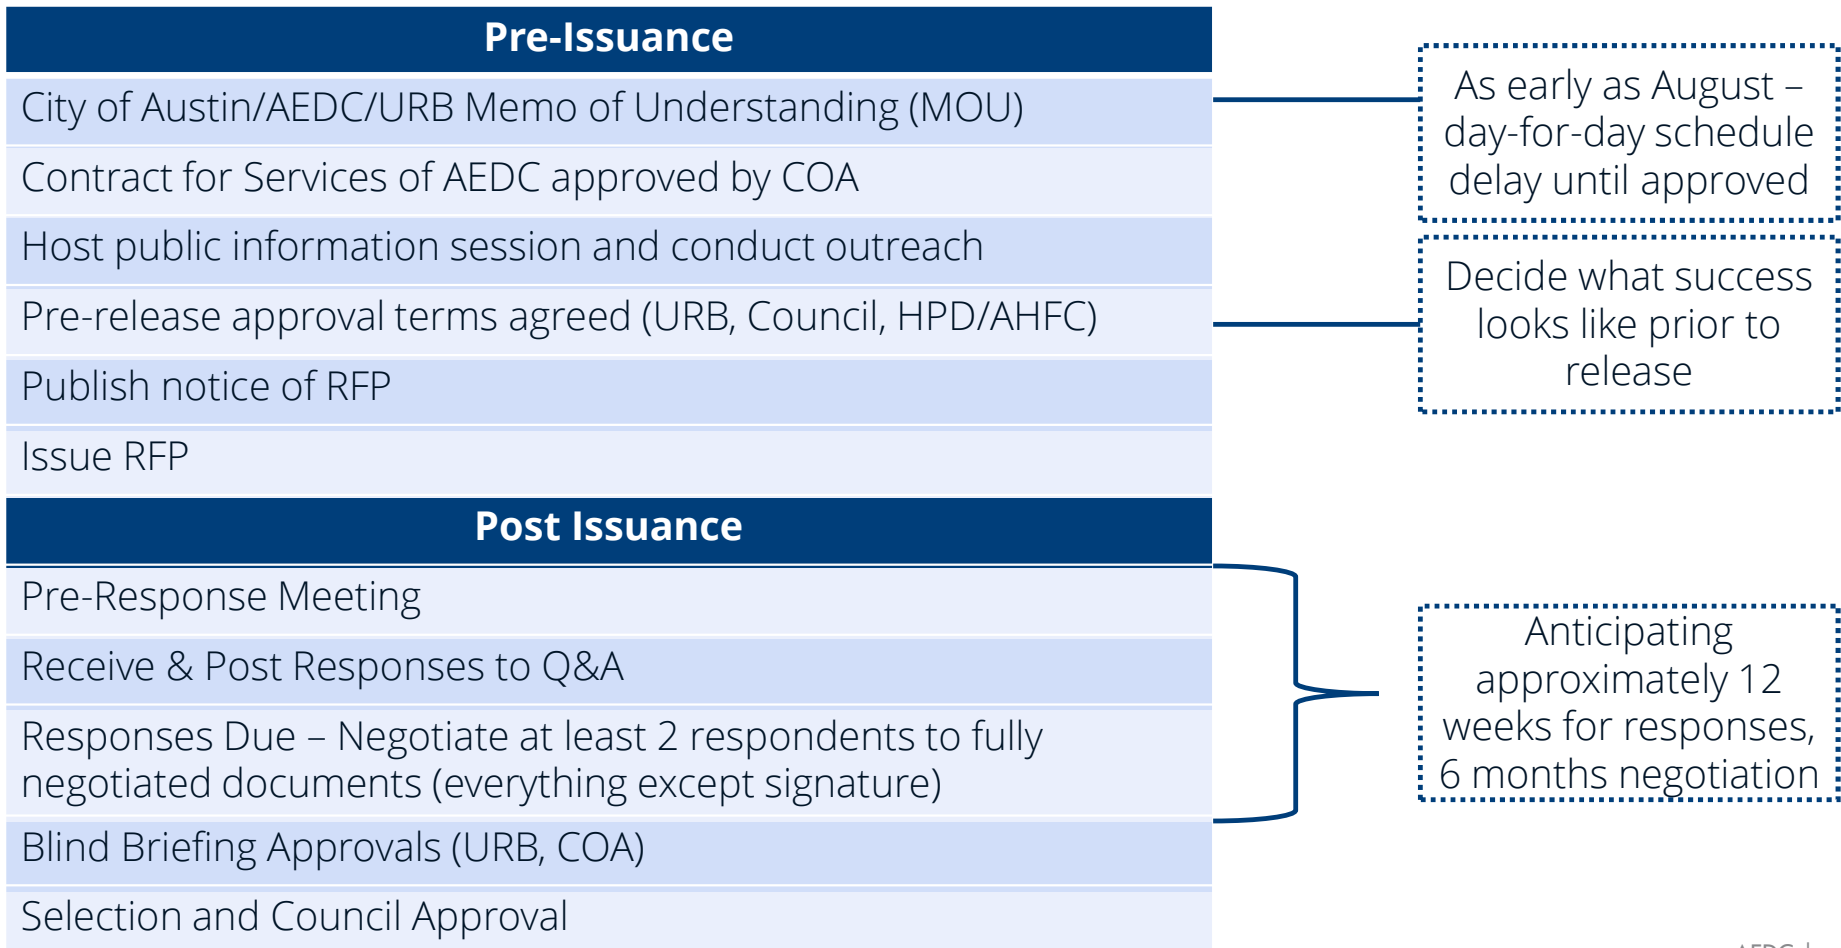 Pre-Issuance
City of Austin/AEDC/URB Memo of Understanding (MOU)
Contract for Services of AEDC approved by COA
Host public information session and conduct outreach
Pre-release approval terms agreed (URB, Council, HPD/AHFC)
Publish notice of RFP
Issue RFP
As early as August –
day-for-day schedule
delay until approved
Decide what success
looks like prior to
release
Post Issuance
Pre-Response Meeting
Receive & Post Responses to Q&A
Responses Due – Negotiate at least 2 respondents to fully
negotiated documents (everything except signature)
Blind Briefing Approvals (URB, COA)
Selection and Council Approval
Anticipating
approximately 12
weeks for responses,
6 months negotiation